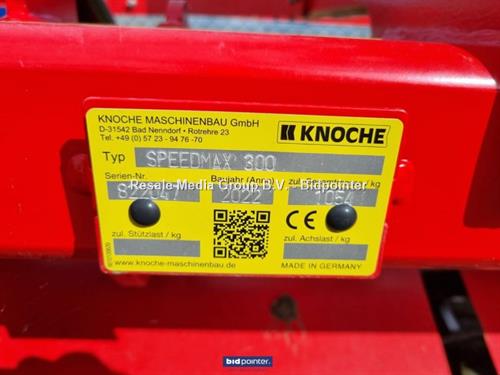 KNOCHE MASCHINENBAU GmbH
D-31542 Bad Nenndorf • Rotrehre 23
Tel. +49 (0) 57 23 - 94 76 -70
KNOCHE
Typ SPEEDMAX 300
Serien-Nr. Baujahr (Anno)
Resale Media Group B.V. - Bidpointer
2022
zul. Stützlast / kg
zul. Achslast / kg
CE
www.knoche-maschinenbau.de
MADE IN GERMANY
bidpointer.